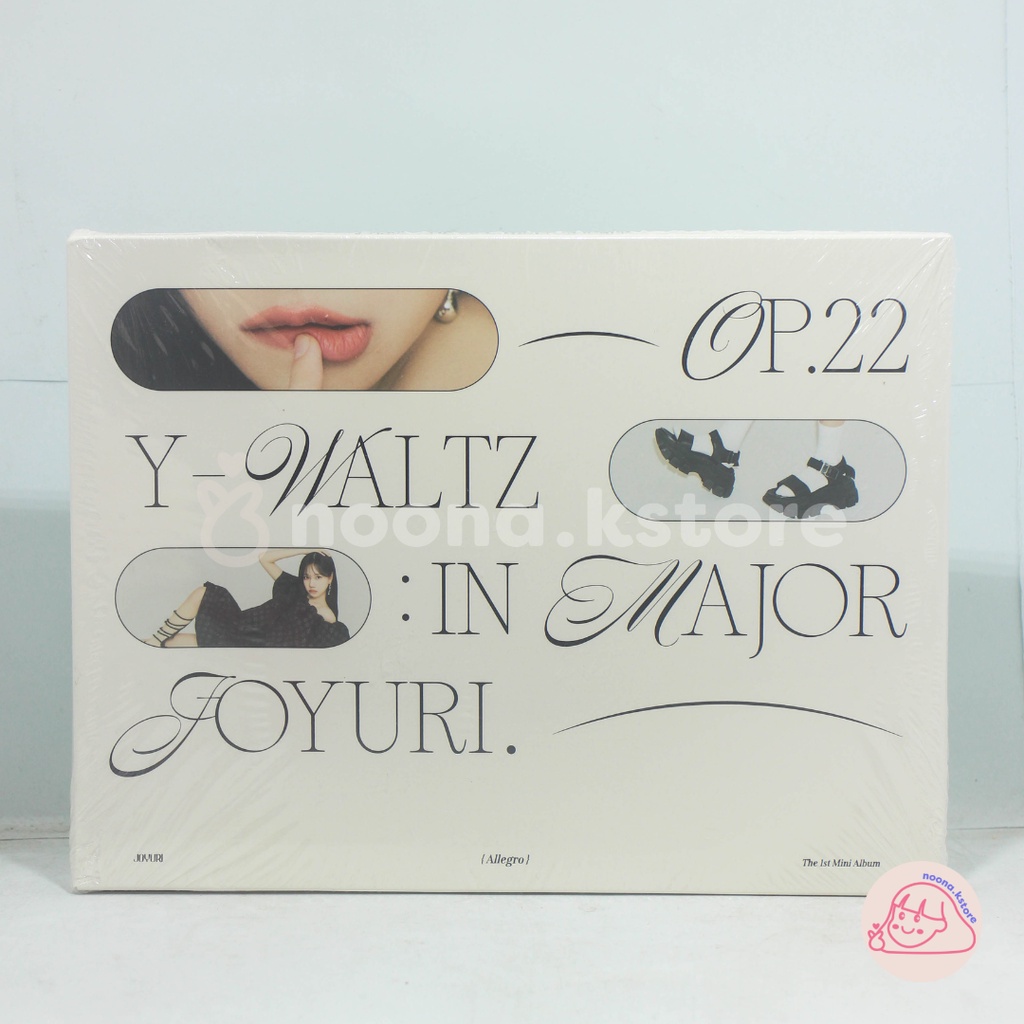 OP.22
Y-WALTZ
: IN MAJOR
JOYURI.
JOYURI
{Allegro}
The 1st Mini Album
noona.kstore
noona.kstore